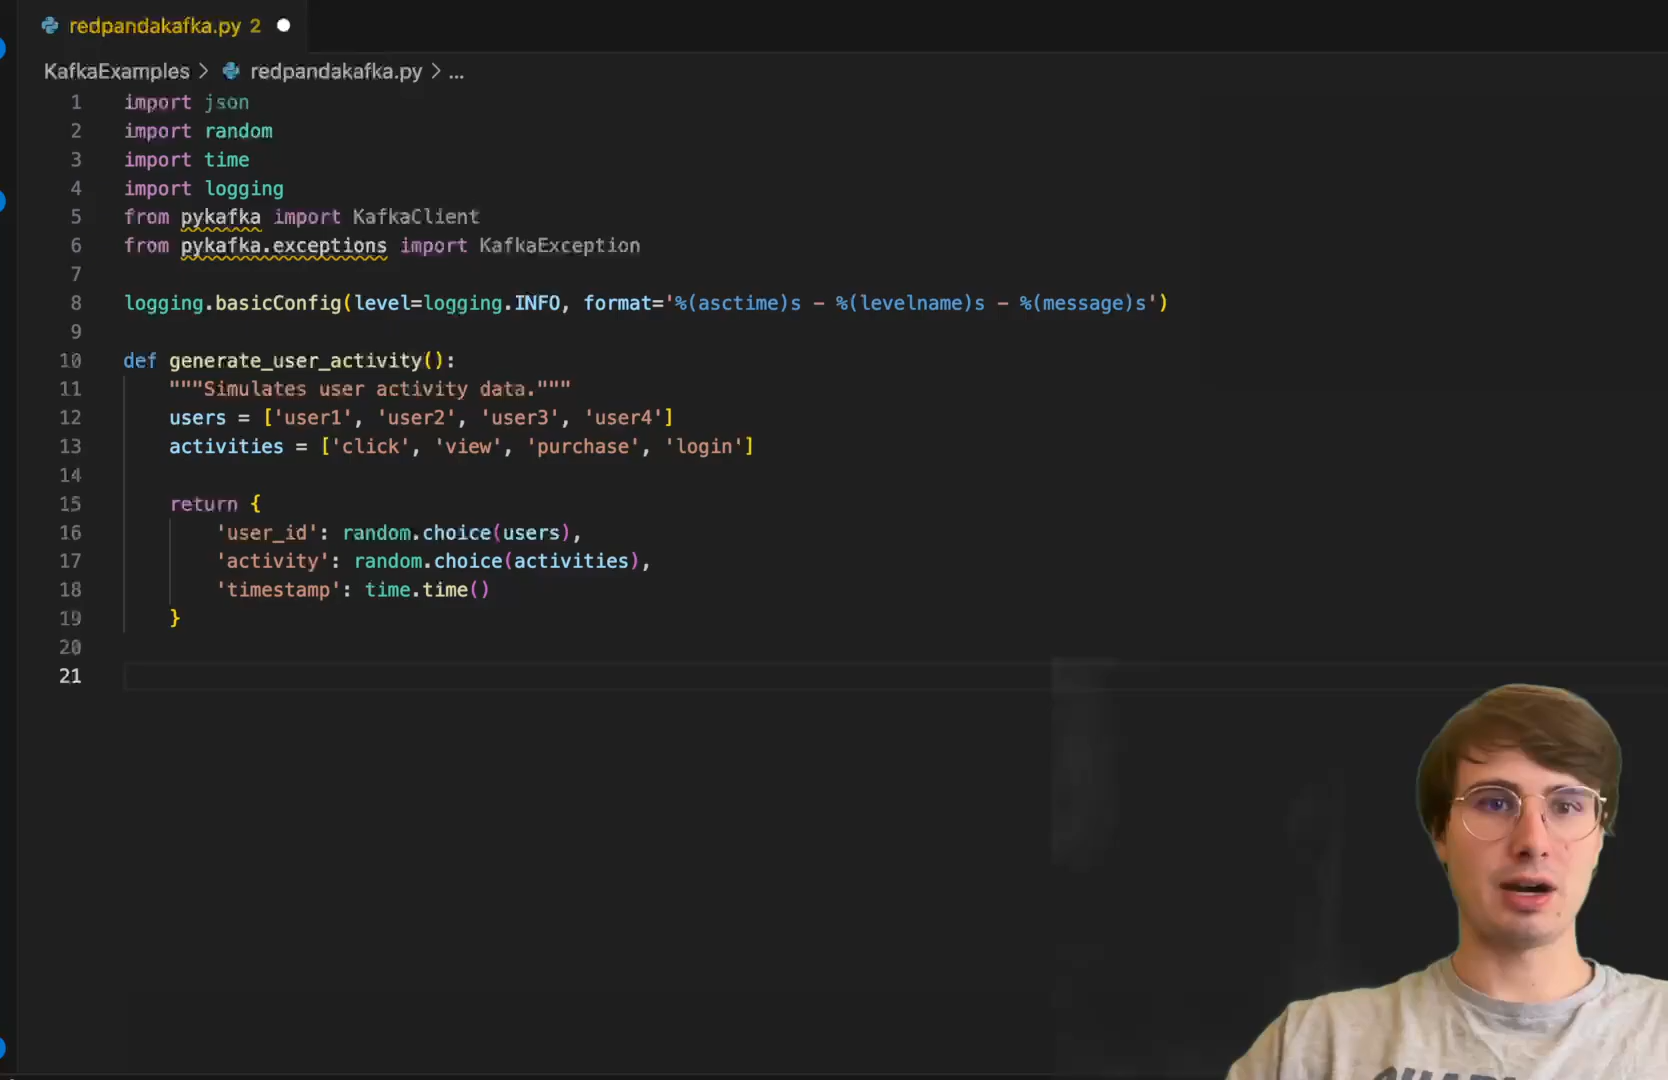 redpandakafka.py 2
KafkaExamples > redpandakafka.py > ...
1 import json
2 import random
3 import time
4 import logging
5 from pykafka import KafkaClient
6 from pykafka.exceptions import KafkaException
7
8 logging.basicConfig(level=logging.INFO, format='%(asctime)s - %(levelname)s - %(message)s')
9
10 def generate_user_activity():
11 """Simulates user activity data."""
12 users = ['user1', 'user2', 'user3', 'user4']
13 activities = ['click', 'view', 'purchase', 'login']
14
15 return {
16 'user_id': random.choice(users),
17 'activity': random.choice(activities),
18 'timestamp': time.time()
19 }
20
21